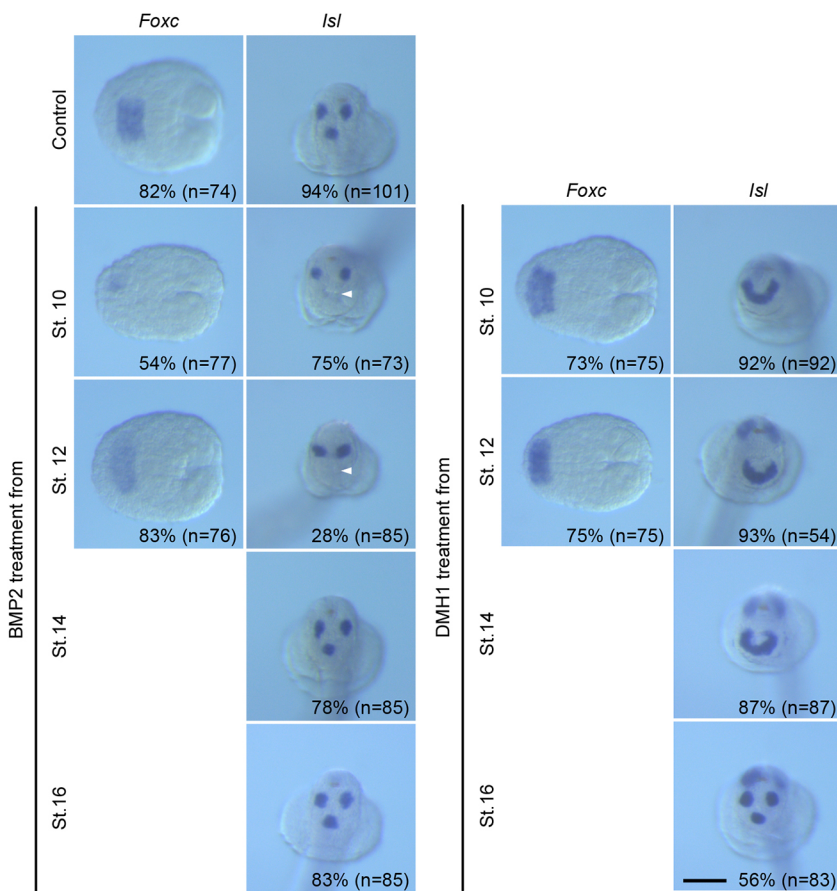 Foxc Isl
Control
82% (n=74) 94% (n=101)
Foxc Isl
BMP2 treatment from
St. 10
54% (n=77) 75% (n=73)
St. 12
83% (n=76) 28% (n=85)
St.14
78% (n=85)
St.16
83% (n=85)
DMH1 treatment from
St. 10
73% (n=75) 92% (n=92)
St. 12
75% (n=75) 93% (n=54)
St.14
87% (n=87)
St.16
56% (n=83)